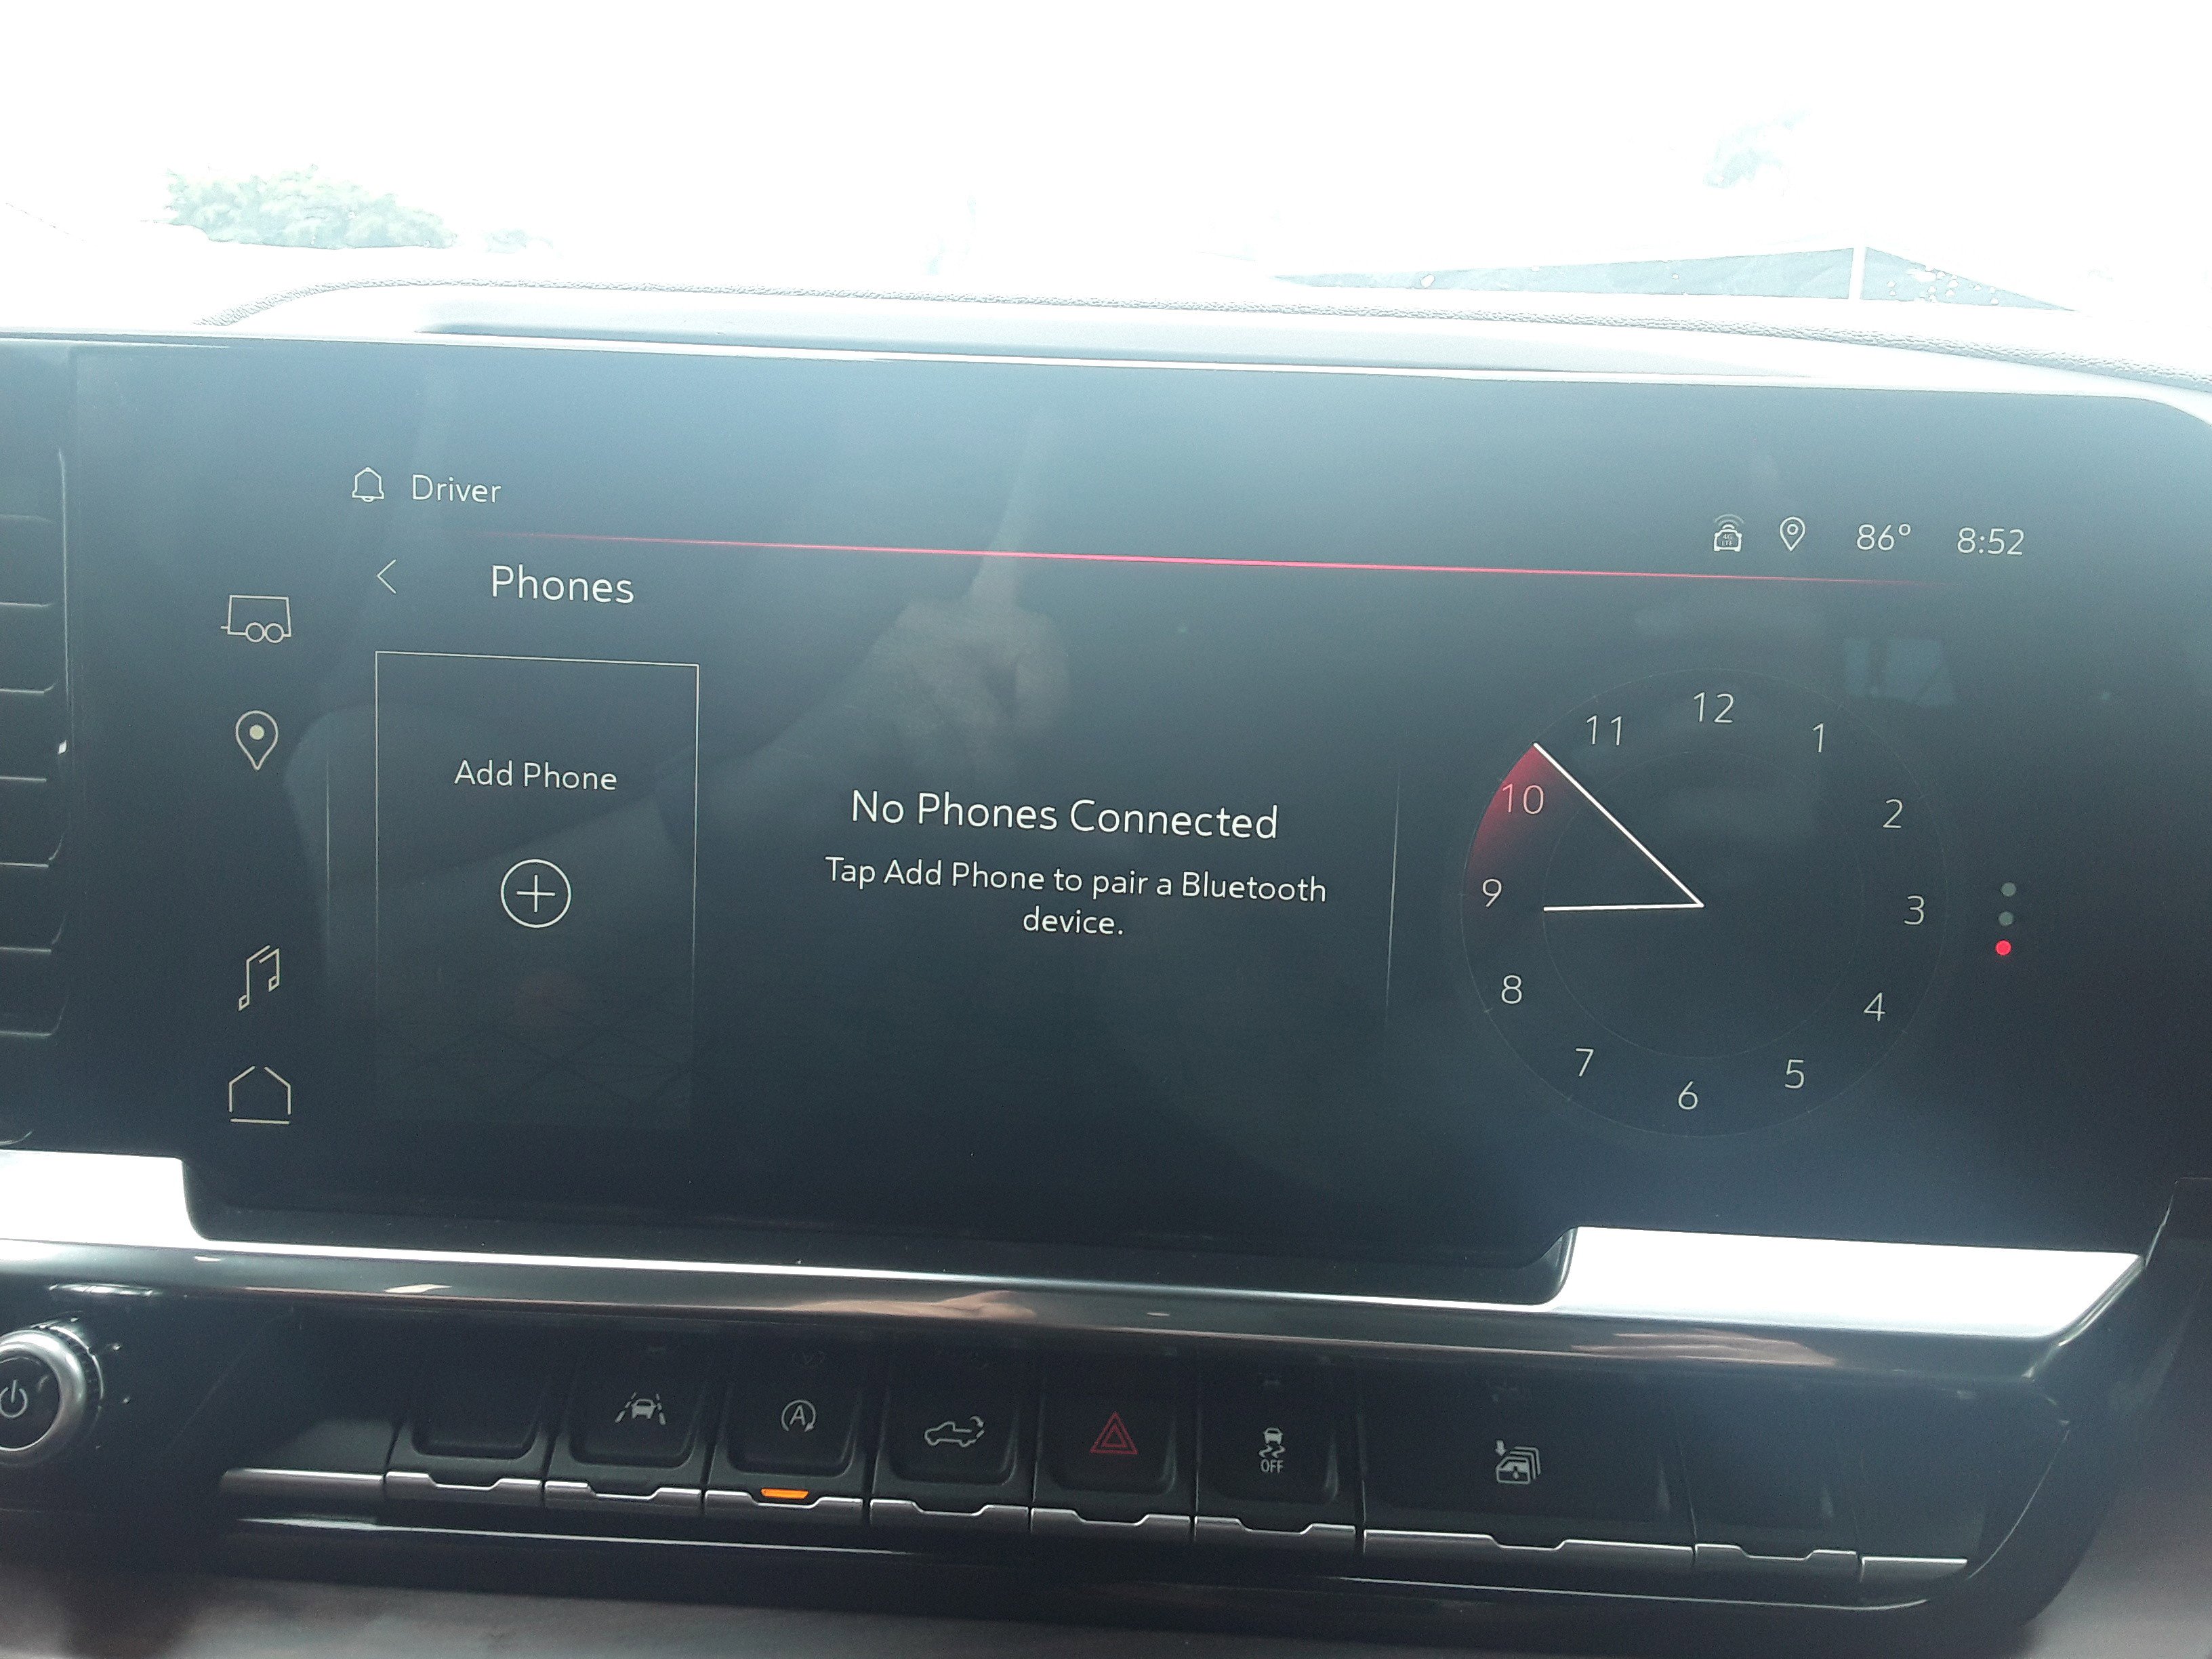 Driver
86° 8:52
Phones
Add Phone
No Phones Connected
Tap Add Phone to pair a Bluetooth
device.
12
11 1
10 2
9 3
8 4
7 5
6
A
OFF